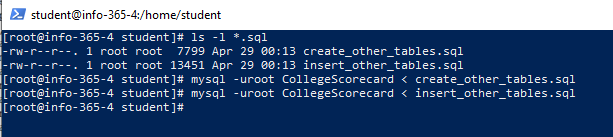 student@info-365-4:/home/student
[root@info-365-4 student]# ls -l *.sql
-rw-r--r--. 1 root root  7799 Apr 29 00:13 create_other_tables.sql
-rw-r--r--. 1 root root 13451 Apr 29 00:13 insert_other_tables.sql
[root@info-365-4 student]# mysql -uroot CollegeScorecard < create_other_tables.sql
[root@info-365-4 student]# mysql -uroot CollegeScorecard < insert_other_tables.sql
[root@info-365-4 student]#